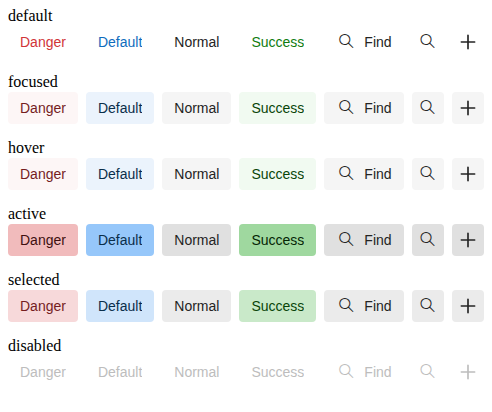 default
Danger Default Normal Success Find
focused
Danger Default Normal Success Find
hover
Danger Default Normal Success Find
active
Danger Default Normal Success Find
selected
Danger Default Normal Success Find
disabled
Danger Default Normal Success Find